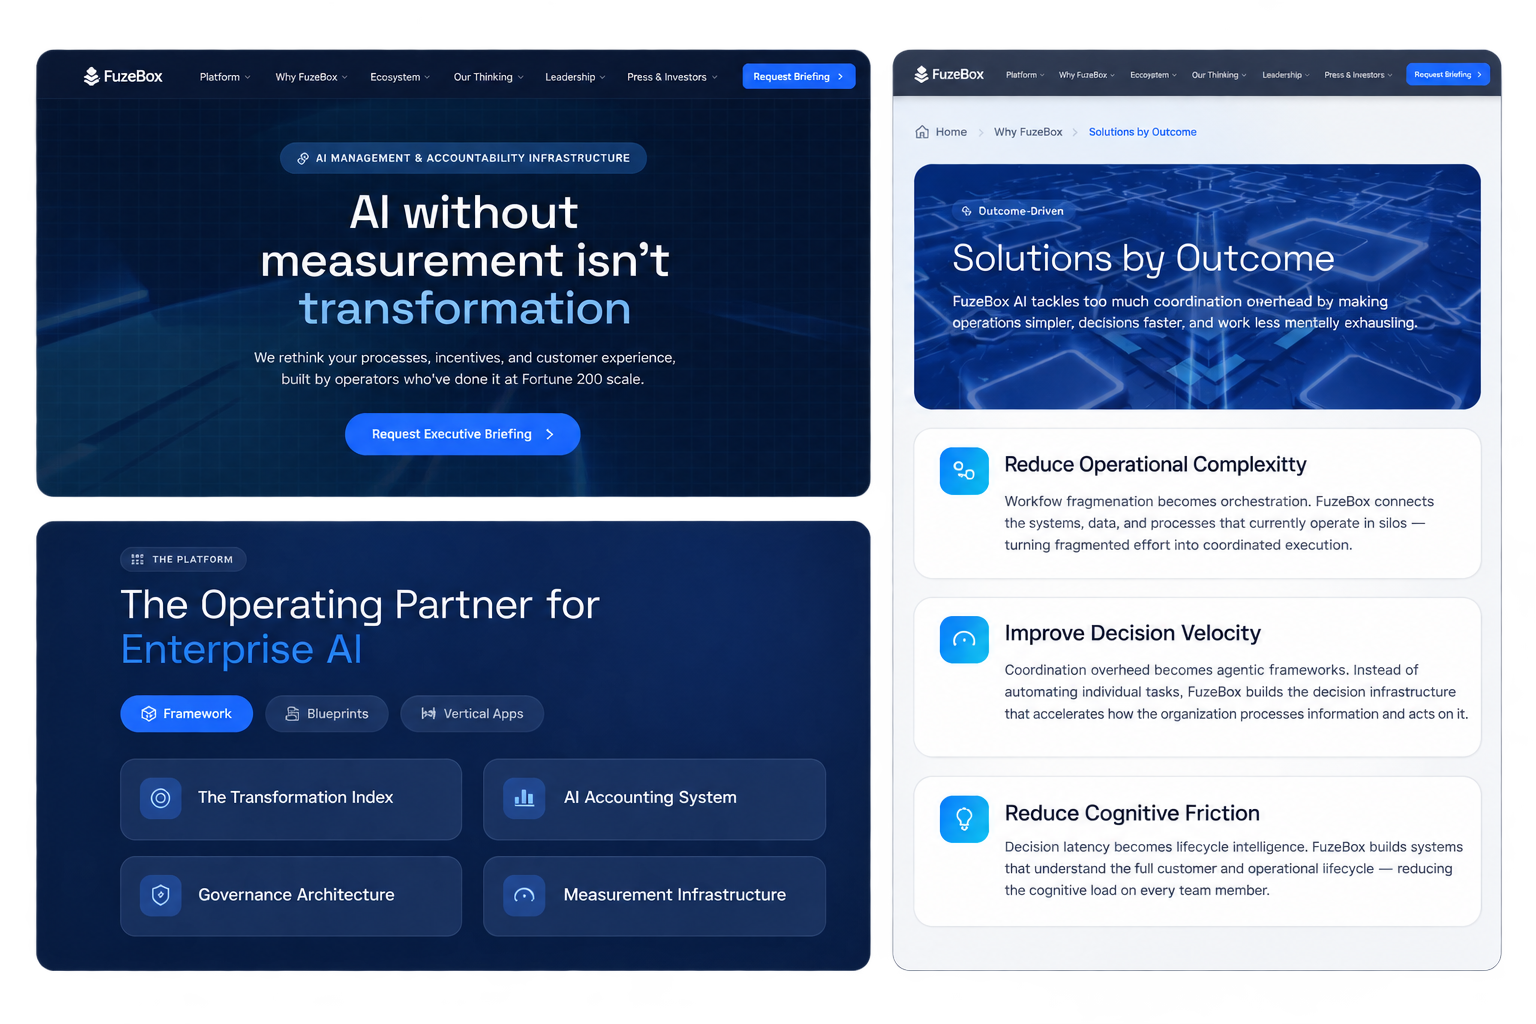 FuzeBox
Platform
Why FuzeBox
Ecosystem
Our Thinking
Leadership
Press & Investors
Request Briefing
AI MANAGEMENT & ACCOUNTABILITY INFRASTRUCTURE
AI without
measurement isn't
transformation
We rethink your processes, incentives, and customer experience,
built by operators who've done it at Fortune 200 scale.
Request Executive Briefing
THE PLATFORM
The Operating Partner for
Enterprise AI
Framework
Blueprints
Vertical Apps
The Transformation Index
AI Accounting System
Governance Architecture
Measurement Infrastructure
FuzeBox
Platform
Why FuzeBox
Eccoyptem
Our Thinking
Leadership
Press & Investors
Request Briefing
Home
Why FuzeBox
Solutions by Outcome
Outcome-Driven
Solutions by Outcome
FuzeBox AI tackles too much coordination overhead by making
operations simpler, decisions faster, and work less mentelly exhausling.
Reduce Operational Complexitty
Workfow fragmenation becomes orchestration. FuzeBox connects
the systems, data, and processes that currently operate in silos —
turning fragmented effort into coordinated execution.
Improve Decision Velocity
Coordination overheed becomes agentic frameworks. Instead of
automating individual tasks, FuzeBox builds the decision infrastructure
that accelerates how the organization processes information and acts on it.
Reduce Cognitive Friction
Decision latency becomes lifecycle intelligence. FuzeBox builds systems
that understand the full customer and operational lifecycle — reducing
the cognitive load on every team member.